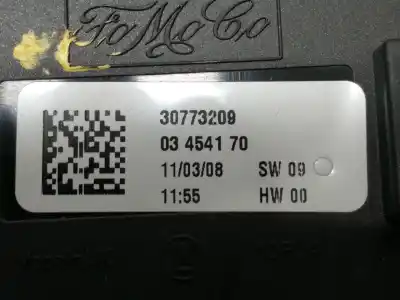 FoMoCo
30773209
03 4541 70
11/03/08 SW 09
11:55 HW 00